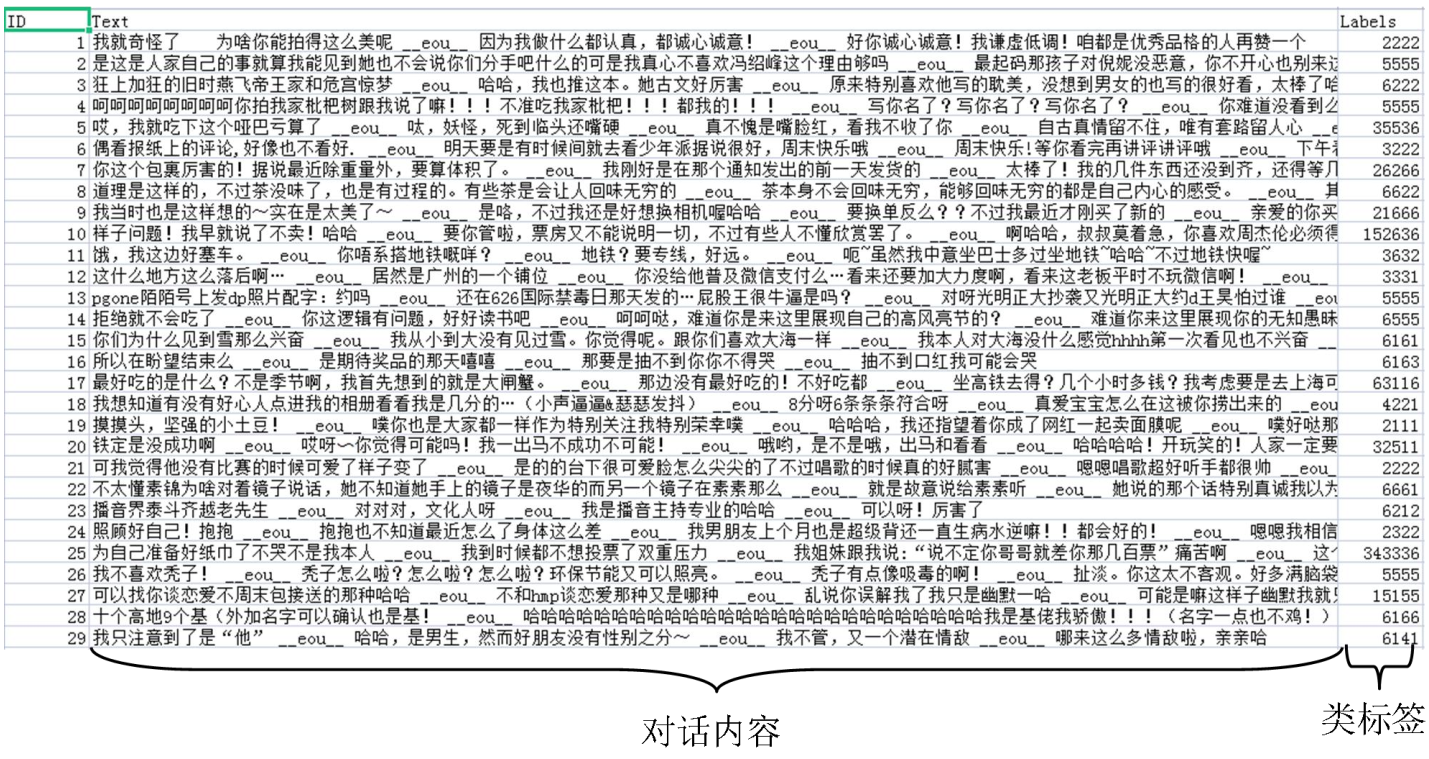 ID Text Labels
1 我就奇怪了 为啥你能拍得这么美呢 __eou__ 因为我做什么都认真，都诚心诚意！ __eou__ 好你诚心诚意！我谦虚低调！咱都是优秀品格的人再赞一个 2222
2 是这是人家自己的事就算我能见到她也不会说你们分手吧什么的可是我真心不喜欢冯绍峰这个理由够吗 __eou__ 最起码那孩子对倪妮没恶意，你不开心也别来这 5555
3 狂上加狂的旧时燕飞帝王家和危宫惊梦 __eou__ 哈哈，我也推这本。她古文好厉害 __eou__ 原来特别喜欢他写的耽美，没想到男女的也写的很好看，太棒了哈 6222
4 呵呵呵呵呵呵呵呵你拍我家枇杷树跟我说了嘛！！！不准吃我家枇杷！！！都我的！！！ __eou__ 写你名了？写你名了？写你名了？ __eou__ 你难道没看到么 5555
5 哎，我就吃下这个哑巴亏算了 __eou__ 呔，妖怪，死到临头还嘴硬 __eou__ 真不愧是嘴脸红，看我不收了你 __eou__ 自古真情留不住，唯有套路留人心 __e 35536
6 偶看报纸上的评论,好像也不看好. __eou__ 明天要是有时候间就去看少年派据说很好，周末快乐哦 __eou__ 周末快乐!等你看完再讲评讲评哦 __eou__ 下午看 3222
7 你这个包裹厉害的！据说最近除重量外，要算体积了。 __eou__ 我刚好是在那个通知发出的前一天发货的 __eou__ 太棒了！我的几件东西还没到齐，还得等几 26266
8 道理是这样的，不过茶没味了，也是有过程的。有些茶是会让人回味无穷的 __eou__ 茶本身不会回味无穷，能够回味无穷的都是自己内心的感受。 __eou__ 其 6622
9 我当时也是这样想的～实在是太美了～ __eou__ 是咯，不过我还是好想换相机喔哈哈 __eou__ 要换单反么？？不过我最近才刚买了新的 __eou__ 亲爱的你买 21666
10 样子问题！我早就说了不卖！哈哈 __eou__ 要你管啦，票房又不能说明一切，不过有些人不懂欣赏罢了。 __eou__ 啊哈哈，叔叔莫着急，你喜欢周杰伦必须得 152636
11 饿，我这边好塞车。 __eou__ 你唔系搭地铁嘅咩？ __eou__ 地铁？要专线，好远。 __eou__ 呃~虽然我中意坐巴士多过坐地铁~哈哈~不过地铁快喔~ 3632
12 这什么地方这么落后啊… __eou__ 居然是广州的一个铺位 __eou__ 你没给他普及微信支付么…看来还要加大力度啊，看来这老板平时不玩微信啊！ __eou__ 3331
13 pgone陌陌号上发dp照片配字：约吗 __eou__ 还在626国际禁毒日那天发的…屁股王很牛逼是吗？ __eou__ 对呀光明正大抄袭又光明正大约d王昊怕过谁 __eou 5555
14 拒绝就不会吃了 __eou__ 你这逻辑有问题，好好读书吧 __eou__ 呵呵哒，难道你是来这里展现自己的高风亮节的？ __eou__ 难道你来这里展现你的无知愚昧 6555
15 你们为什么见到雪那么兴奋 __eou__ 我从小到大没有见过雪。你觉得呢。跟你们喜欢大海一样 __eou__ 我本人对大海没什么感觉hhhh第一次看见也不兴奋 __ 6161
16 所以在盼望结束么 __eou__ 是期待奖品的那天嘻嘻 __eou__ 那要是抽不到你你不得哭 __eou__ 抽不到口红我可能会哭 6163
17 最好吃的是什么？不是季节啊，我首先想到的就是大闸蟹。 __eou__ 那边没有最好吃的！不好吃都 __eou__ 坐高铁去得？几个小时多钱？我考虑要是去上海可 63116
18 我想知道有没有好心人点进我的相册看看我是几分的…（小声逼逼&瑟瑟发抖） __eou__ 8分呀6条条条符合呀 __eou__ 真爱宝宝怎么在这被你捞出来的 __eou 4221
19 摸摸头，坚强的小土豆！ __eou__ 噗你也是大家都一样作为特别关注我特别荣幸噗 __eou__ 哈哈哈，我还指望着你成了网红一起卖面膜呢 __eou__ 噗好哒那 2111
20 铁定是没成功啊 __eou__ 哎呀~你觉得可能吗！我一出马不成功不可能！ __eou__ 哦哟，是不是哦，出马和看看 __eou__ 哈哈哈哈！开玩笑的！人家一定要 32511
21 可我觉得他没有比赛的时候可爱了样子变了 __eou__ 是的的台下很可爱脸怎么尖尖的了不过唱歌的时候真的好腻害 __eou__ 嗯嗯唱歌超好听手都很帅 __eou__ 2222
22 不太懂素锦为啥对着镜子说话，她不知道她手上的镜子是夜华的而另一个镜子在素素那么 __eou__ 就是故意说给素素听 __eou__ 她说的那个话特别真诚我以为 6661
23 播音界泰斗齐越老先生 __eou__ 对对对，文化人呀 __eou__ 我是播音主持专业的哈哈 __eou__ 可以呀！厉害了 6212
24 照顾好自己！抱抱 __eou__ 抱抱也不知道最近怎么了身体这么差 __eou__ 我男朋友上个月也是超级背还一直生病水逆嘛！！都会好的！ __eou__ 嗯嗯我相信 2322
25 为自己准备好纸巾了不哭不是我本人 __eou__ 我到时候都不想投票了双重压力 __eou__ 我姐妹跟我说:“说不定你哥哥就差你那几百票”痛苦啊 __eou__ 这个 343336
26 我不喜欢秃子！ __eou__ 秃子怎么啦？怎么啦？怎么啦？环保节能又可以照亮。 __eou__ 秃子有点像吸毒的啊！ __eou__ 扯淡。你这太不客观。好多满脑袋 5555
27 可以找你谈恋爱不周末包接送的那种哈哈 __eou__ 不和hmp谈恋爱那种又是哪种 __eou__ 乱说你误解我了我只是幽默一哈 __eou__ 可能是嘛这样子幽默我就只 15155
28 十个高地9个基（外加名字可以确认也是基！ __eou__ 哈哈哈哈哈哈哈哈哈哈哈哈哈哈哈哈哈哈哈哈哈哈哈哈哈哈哈哈我是基佬我骄傲！！！（名字一点也不鸡！） 6166
29 我只注意到了是“他” __eou__ 哈哈，是男生，然而好朋友没有性别之分～ __eou__ 我不管，又一个潜在情敌 __eou__ 哪来这么多情敌啦，亲亲哈 6141
对话内容
类标签